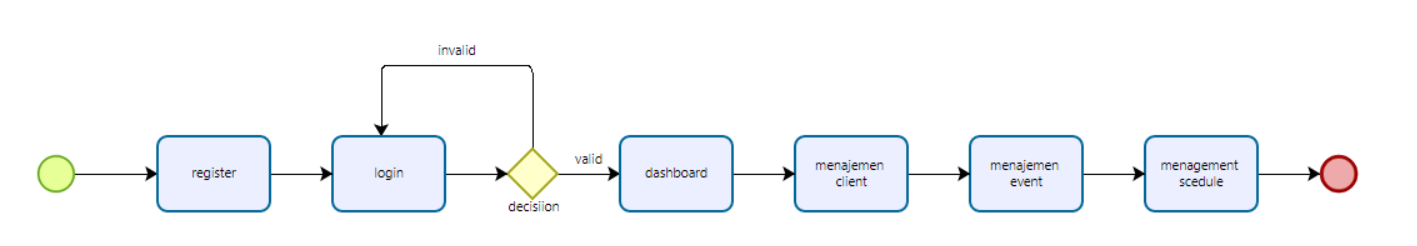 invalid
register
login
decisiion
valid
dashboard
menajemen
client
menajemen
event
menagement
scedule